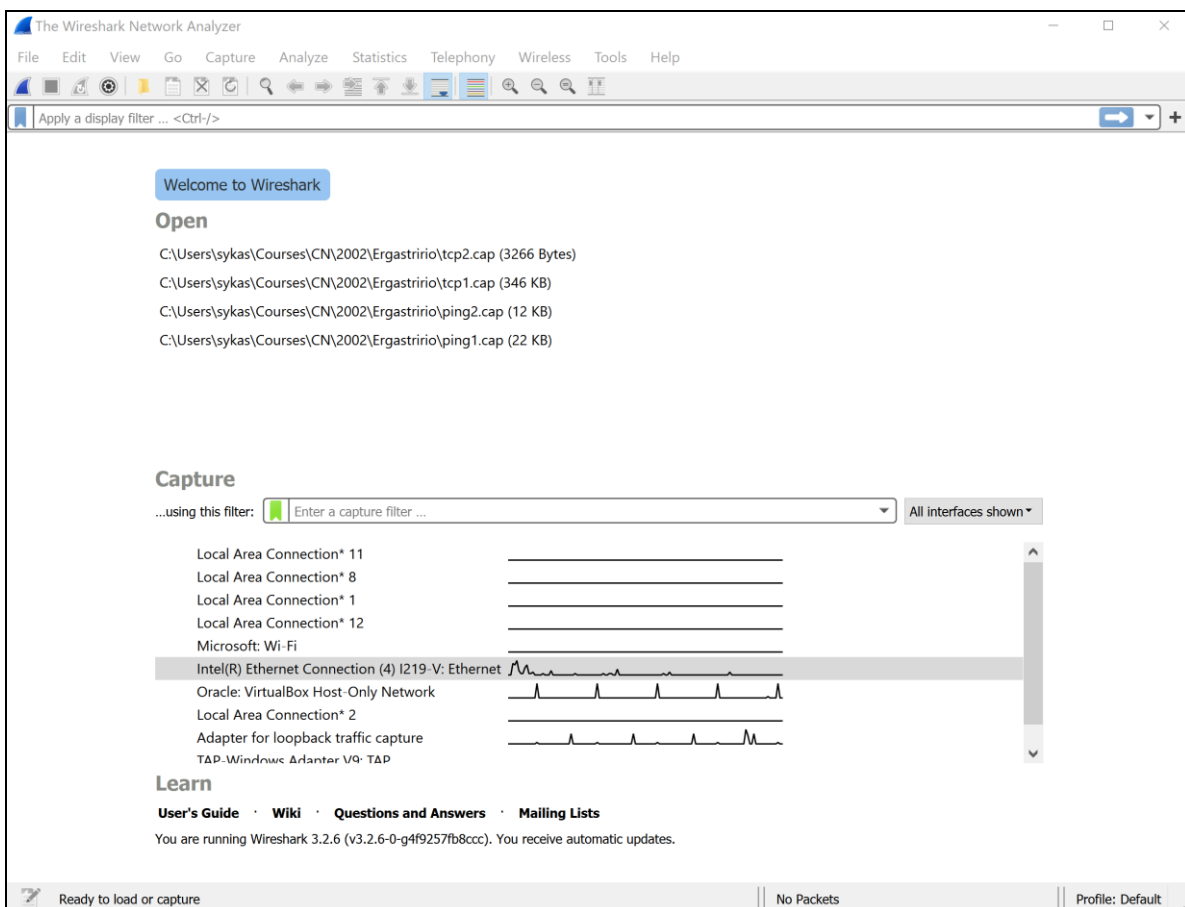 The Wireshark Network Analyzer
File Edit View Go Capture Analyze Statistics Telephony Wireless Tools Help
Apply a display filter ... <Ctrl-/>
Welcome to Wireshark
Open
C:\Users\sykas\Courses\CN\2002\Ergastririo\tcp2.cap (3266 Bytes)
C:\Users\sykas\Courses\CN\2002\Ergastririo\tcp1.cap (346 KB)
C:\Users\sykas\Courses\CN\2002\Ergastririo\ping2.cap (12 KB)
C:\Users\sykas\Courses\CN\2002\Ergastririo\ping1.cap (22 KB)
Capture
...using this filter: Enter a capture filter ... All interfaces shown
Local Area Connection* 11
Local Area Connection* 8
Local Area Connection* 1
Local Area Connection* 12
Microsoft: Wi-Fi
Intel(R) Ethernet Connection (4) I219-V: Ethernet
Oracle: VirtualBox Host-Only Network
Local Area Connection* 2
Adapter for loopback traffic capture
TAP-Windows Adapter V9: TAP
Learn
User's Guide · Wiki · Questions and Answers · Mailing Lists
You are running Wireshark 3.2.6 (v3.2.6-0-g4f9257fb8ccc). You receive automatic updates.
Ready to load or capture No Packets Profile: Default